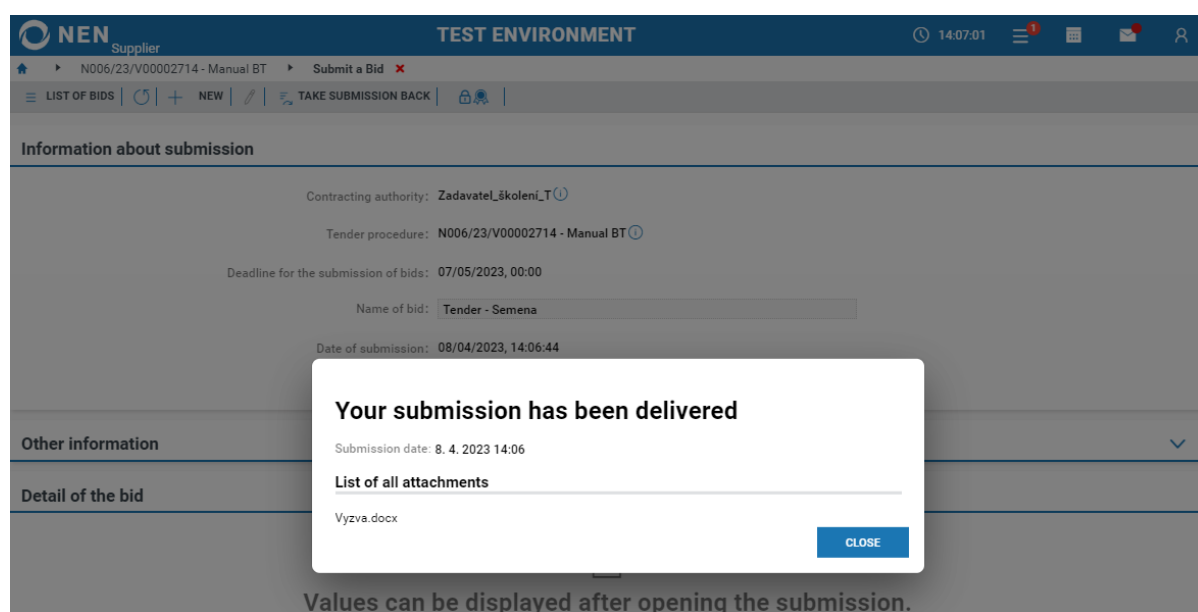 NEN Supplier TEST ENVIRONMENT 14:07:01 1
N006/23/V00002714 - Manual BT Submit a Bid
LIST OF BIDS NEW TAKE SUBMISSION BACK
Information about submission
Contracting authority: Zadavatel_školení_T
Tender procedure: N006/23/V00002714 - Manual BT
Deadline for the submission of bids: 07/05/2023, 00:00
Name of bid: Tender - Semena
Date of submission: 08/04/2023, 14:06:44
Your submission has been delivered
Submission date: 8. 4. 2023 14:06
List of all attachments
Vyzva.docx
CLOSE
Other information
Detail of the bid
Values can be displayed after opening the submission.